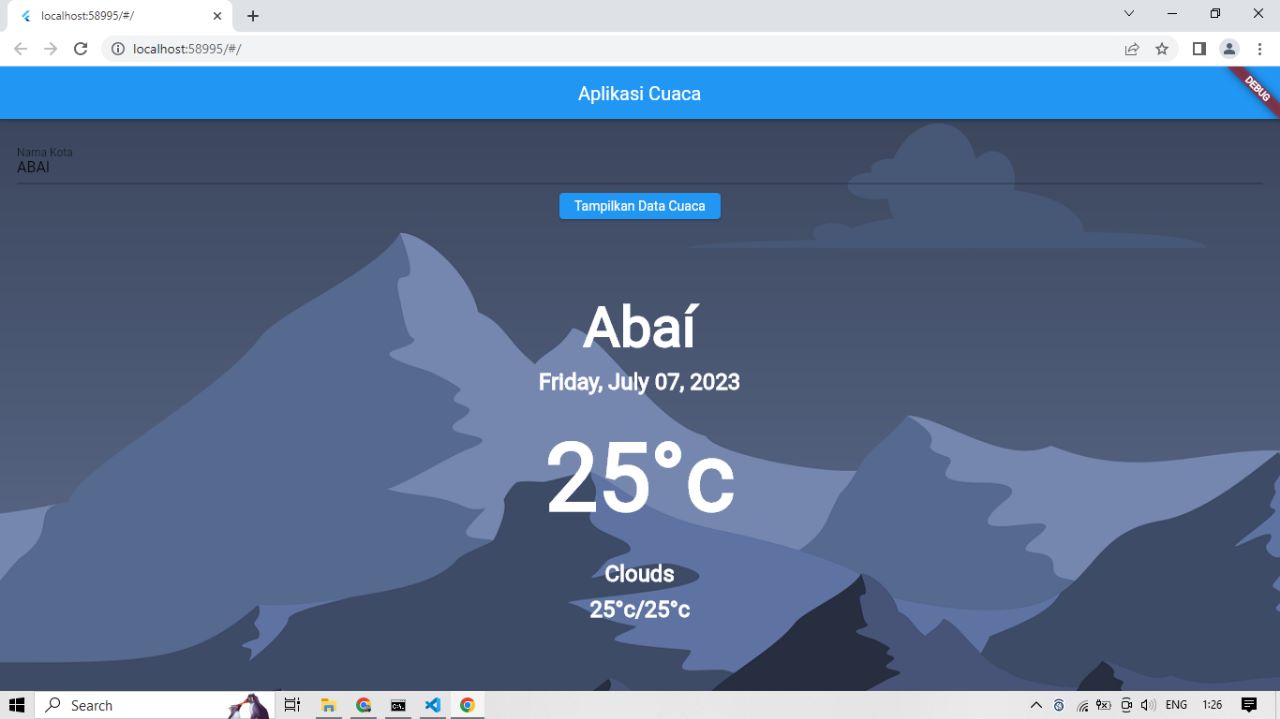 localhost:58995/#/
localhost:58995/#/
Aplikasi Cuaca
DEBUG
Nama Kota
ABAI
Tampilkan Data Cuaca
Abaí
Friday, July 07, 2023
25°c
Clouds
25°c/25°c
Search
ENG
1:26